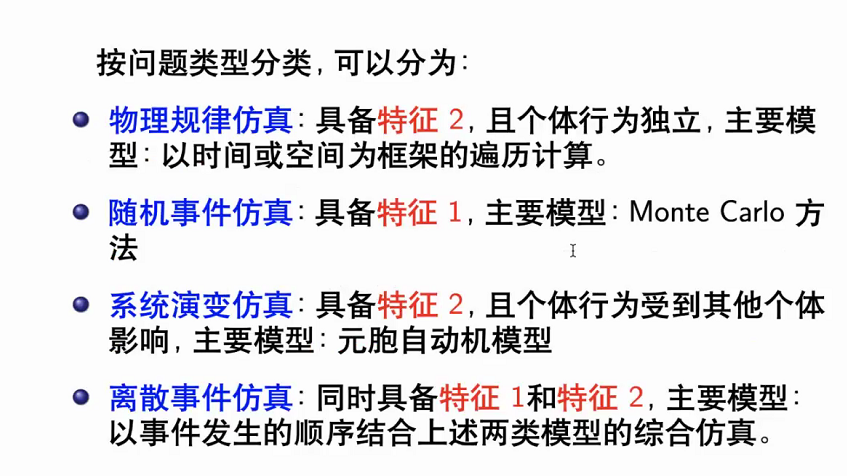 按问题类型分类, 可以分为:
物理规律仿真: 具备特征 2, 且个体行为独立, 主要模
型: 以时间或空间为框架的遍历计算。
随机事件仿真: 具备特征 1, 主要模型: Monte Carlo 方
法
系统演变仿真: 具备特征 2, 且个体行为受到其他个体
影响, 主要模型: 元胞自动机模型
离散事件仿真: 同时具备特征 1和特征 2, 主要模型:
以事件发生的顺序结合上述两类模型的综合仿真。